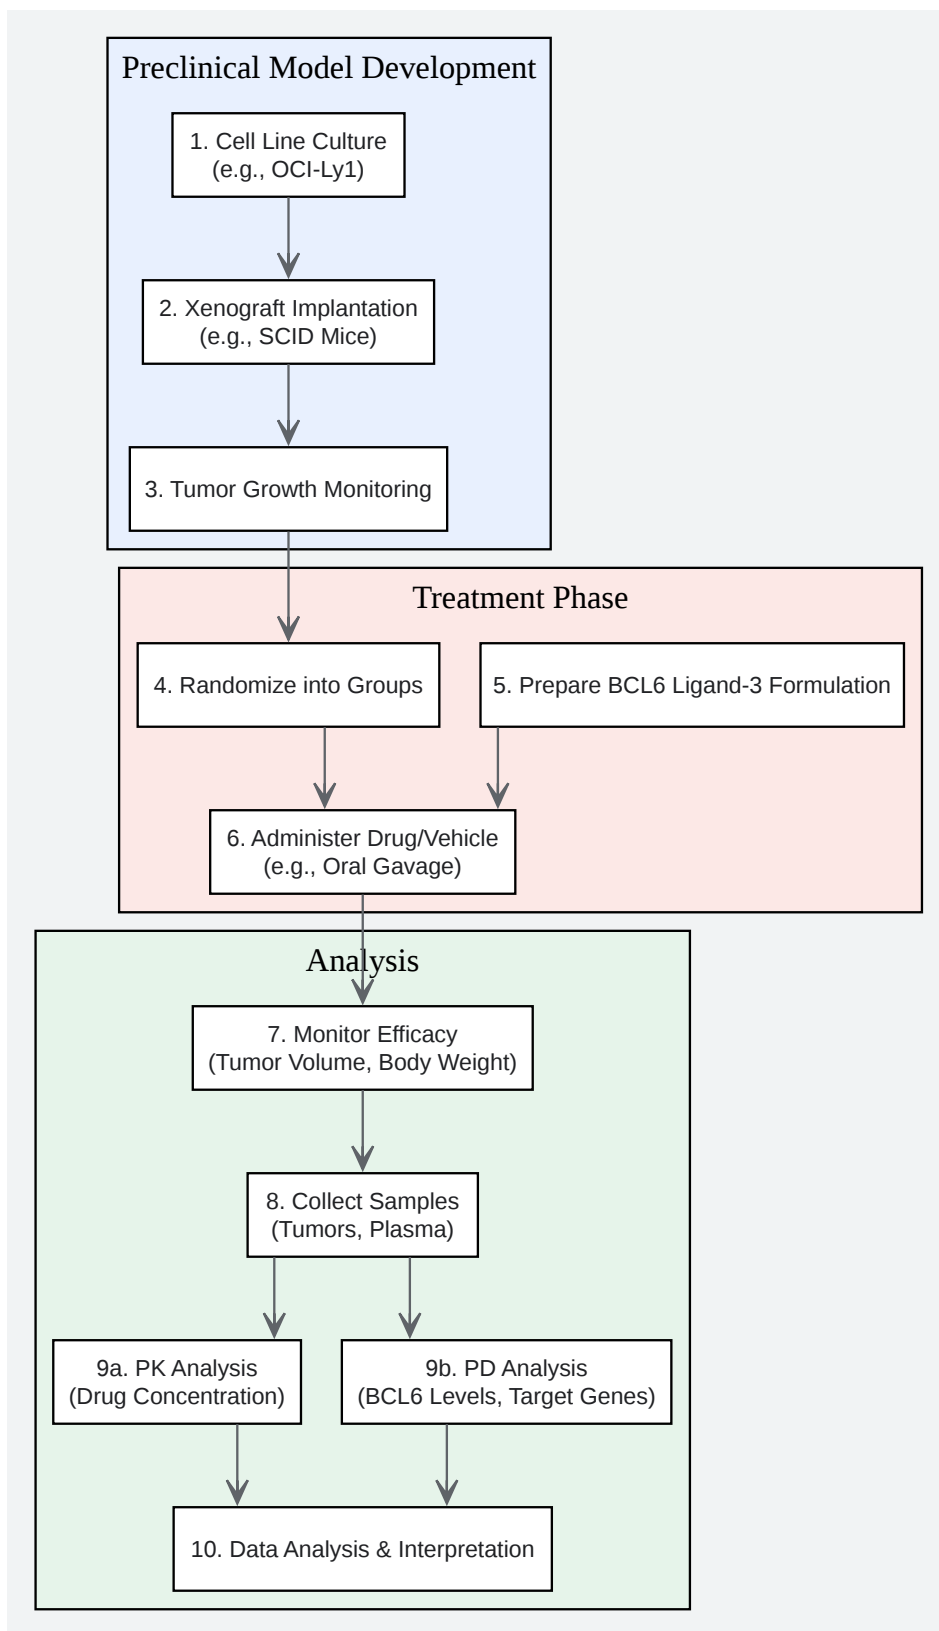 Preclinical Model Development
1. Cell Line Culture
(e.g., OCI-Ly1)
2. Xenograft Implantation
(e.g., SCID Mice)
3. Tumor Growth Monitoring
Treatment Phase
4. Randomize into Groups
5. Prepare BCL6 Ligand-3 Formulation
6. Administer Drug/Vehicle
(e.g., Oral Gavage)
Analysis
7. Monitor Efficacy
(Tumor Volume, Body Weight)
8. Collect Samples
(Tumors, Plasma)
9a. PK Analysis
(Drug Concentration)
9b. PD Analysis
(BCL6 Levels, Target Genes)
10. Data Analysis & Interpretation